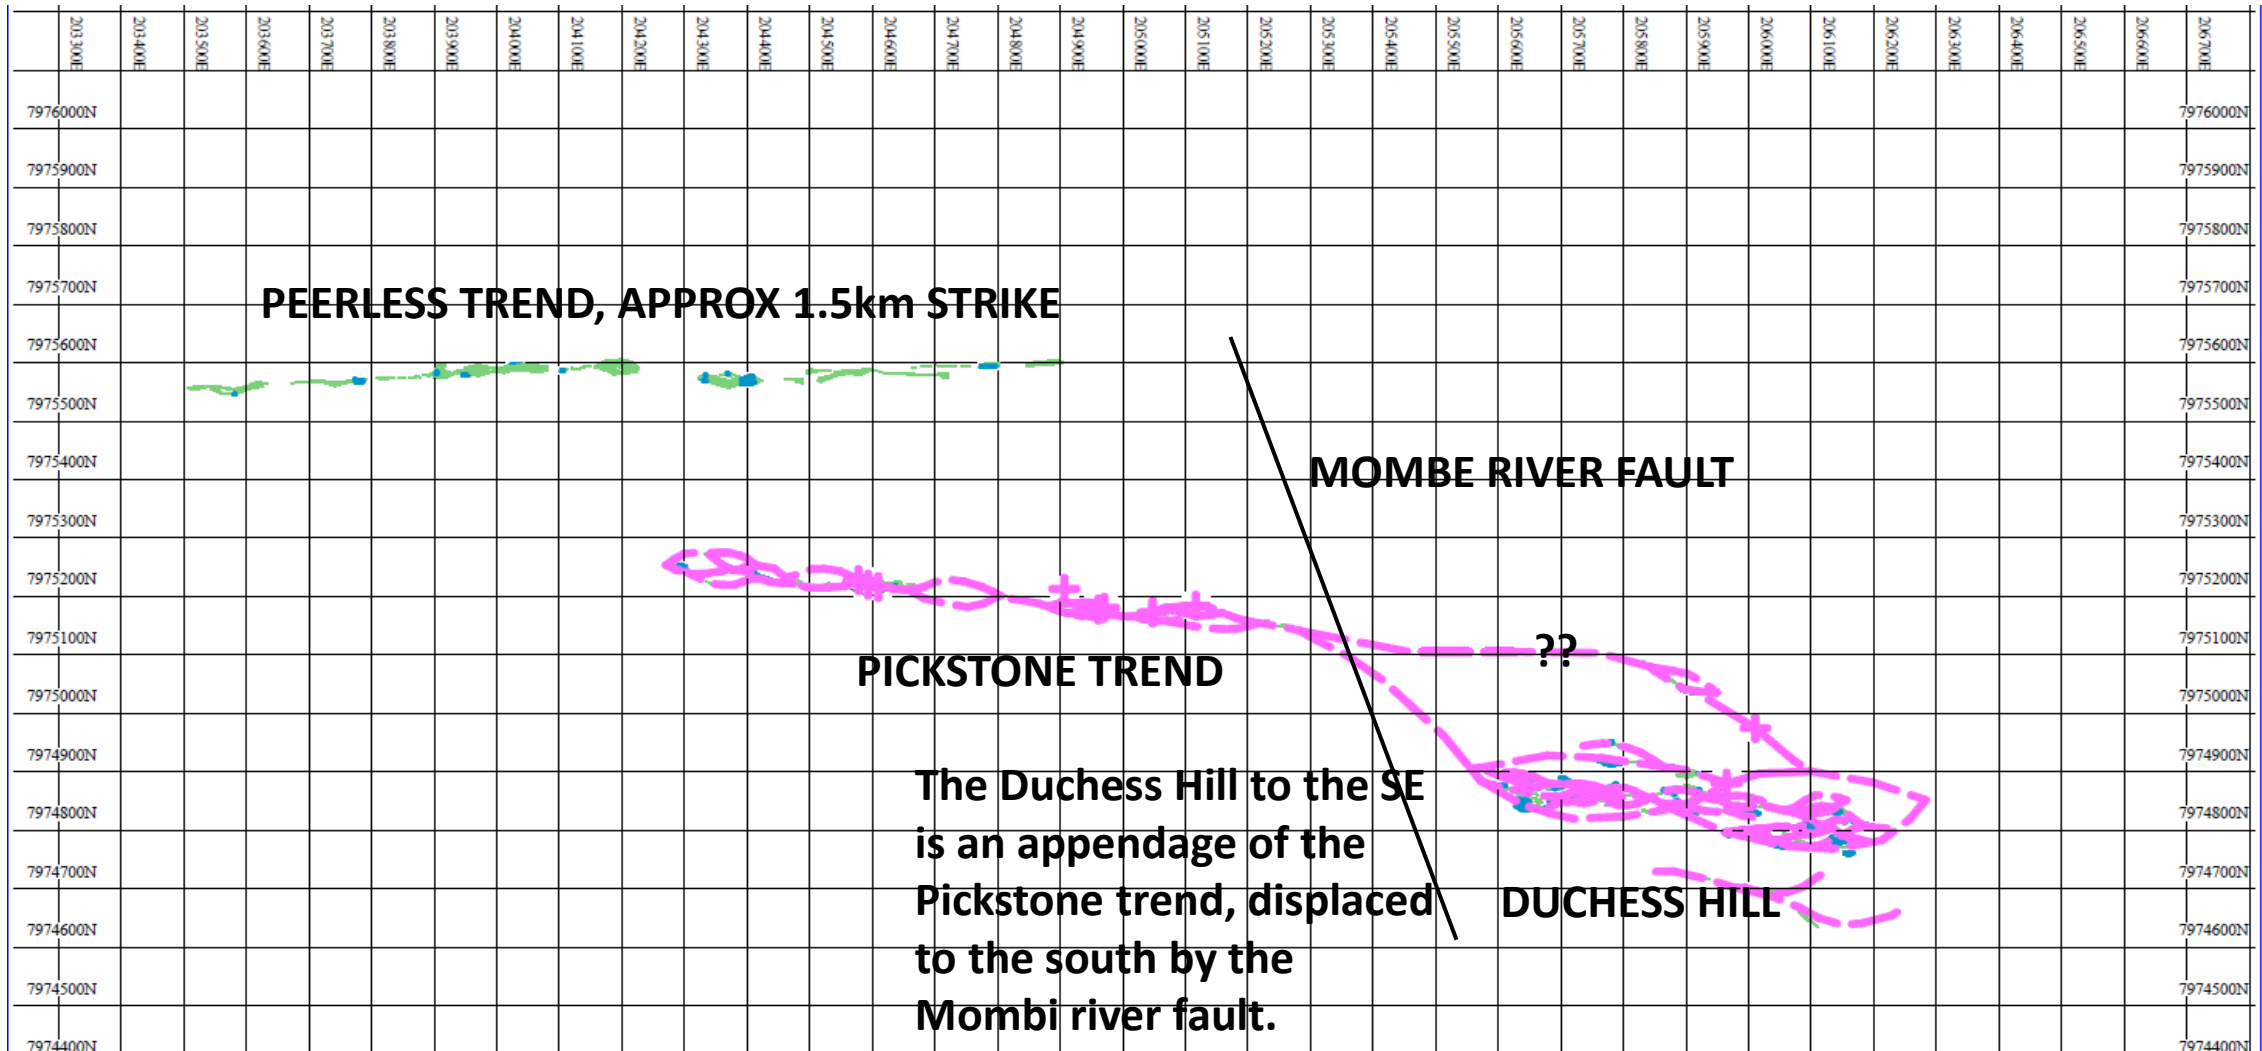 203300E 203400E 203500E 203600E 203700E 203800E 203900E 204000E 204100E 204200E 204300E 204400E 204500E 204600E 204700E 204800E 204900E 205000E 205100E 205200E 205300E 205400E 205500E 205600E 205700E 205800E 205900E 206000E 206100E 206200E 206300E 206400E 206500E 206600E 206700E
7976000N 7976000N
7975900N 7975900N
7975800N 7975800N
7975700N 7975700N
PEERLESS TREND, APPROX 1.5km STRIKE
7975600N 7975600N
7975500N 7975500N
7975400N 7975400N
MOMBE RIVER FAULT
7975300N 7975300N
7975200N 7975200N
7975100N 7975100N
??
PICKSTONE TREND
7975000N 7975000N
7974900N 7974900N
The Duchess Hill to the SE
7974800N 7974800N
is an appendage of the
7974700N 7974700N
Pickstone trend, displaced
DUCHESS HILL
7974600N 7974600N
to the south by the
7974500N 7974500N
Mombi river fault.
7974400N 7974400N